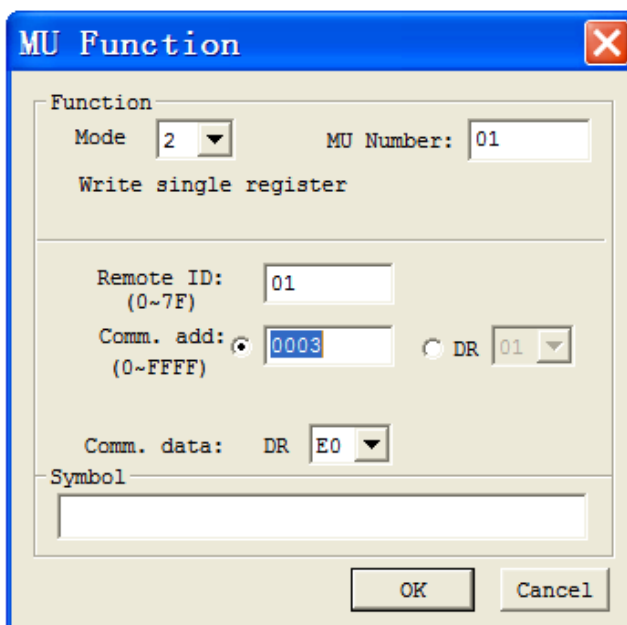 MU Function
Function
Mode 2 MU Number: 01
Write single register
Remote ID: 01
(0~7F)
Comm. add: 0003 DR 01
(0~FFFF)
Comm. data: DR E0
Symbol
OK Cancel